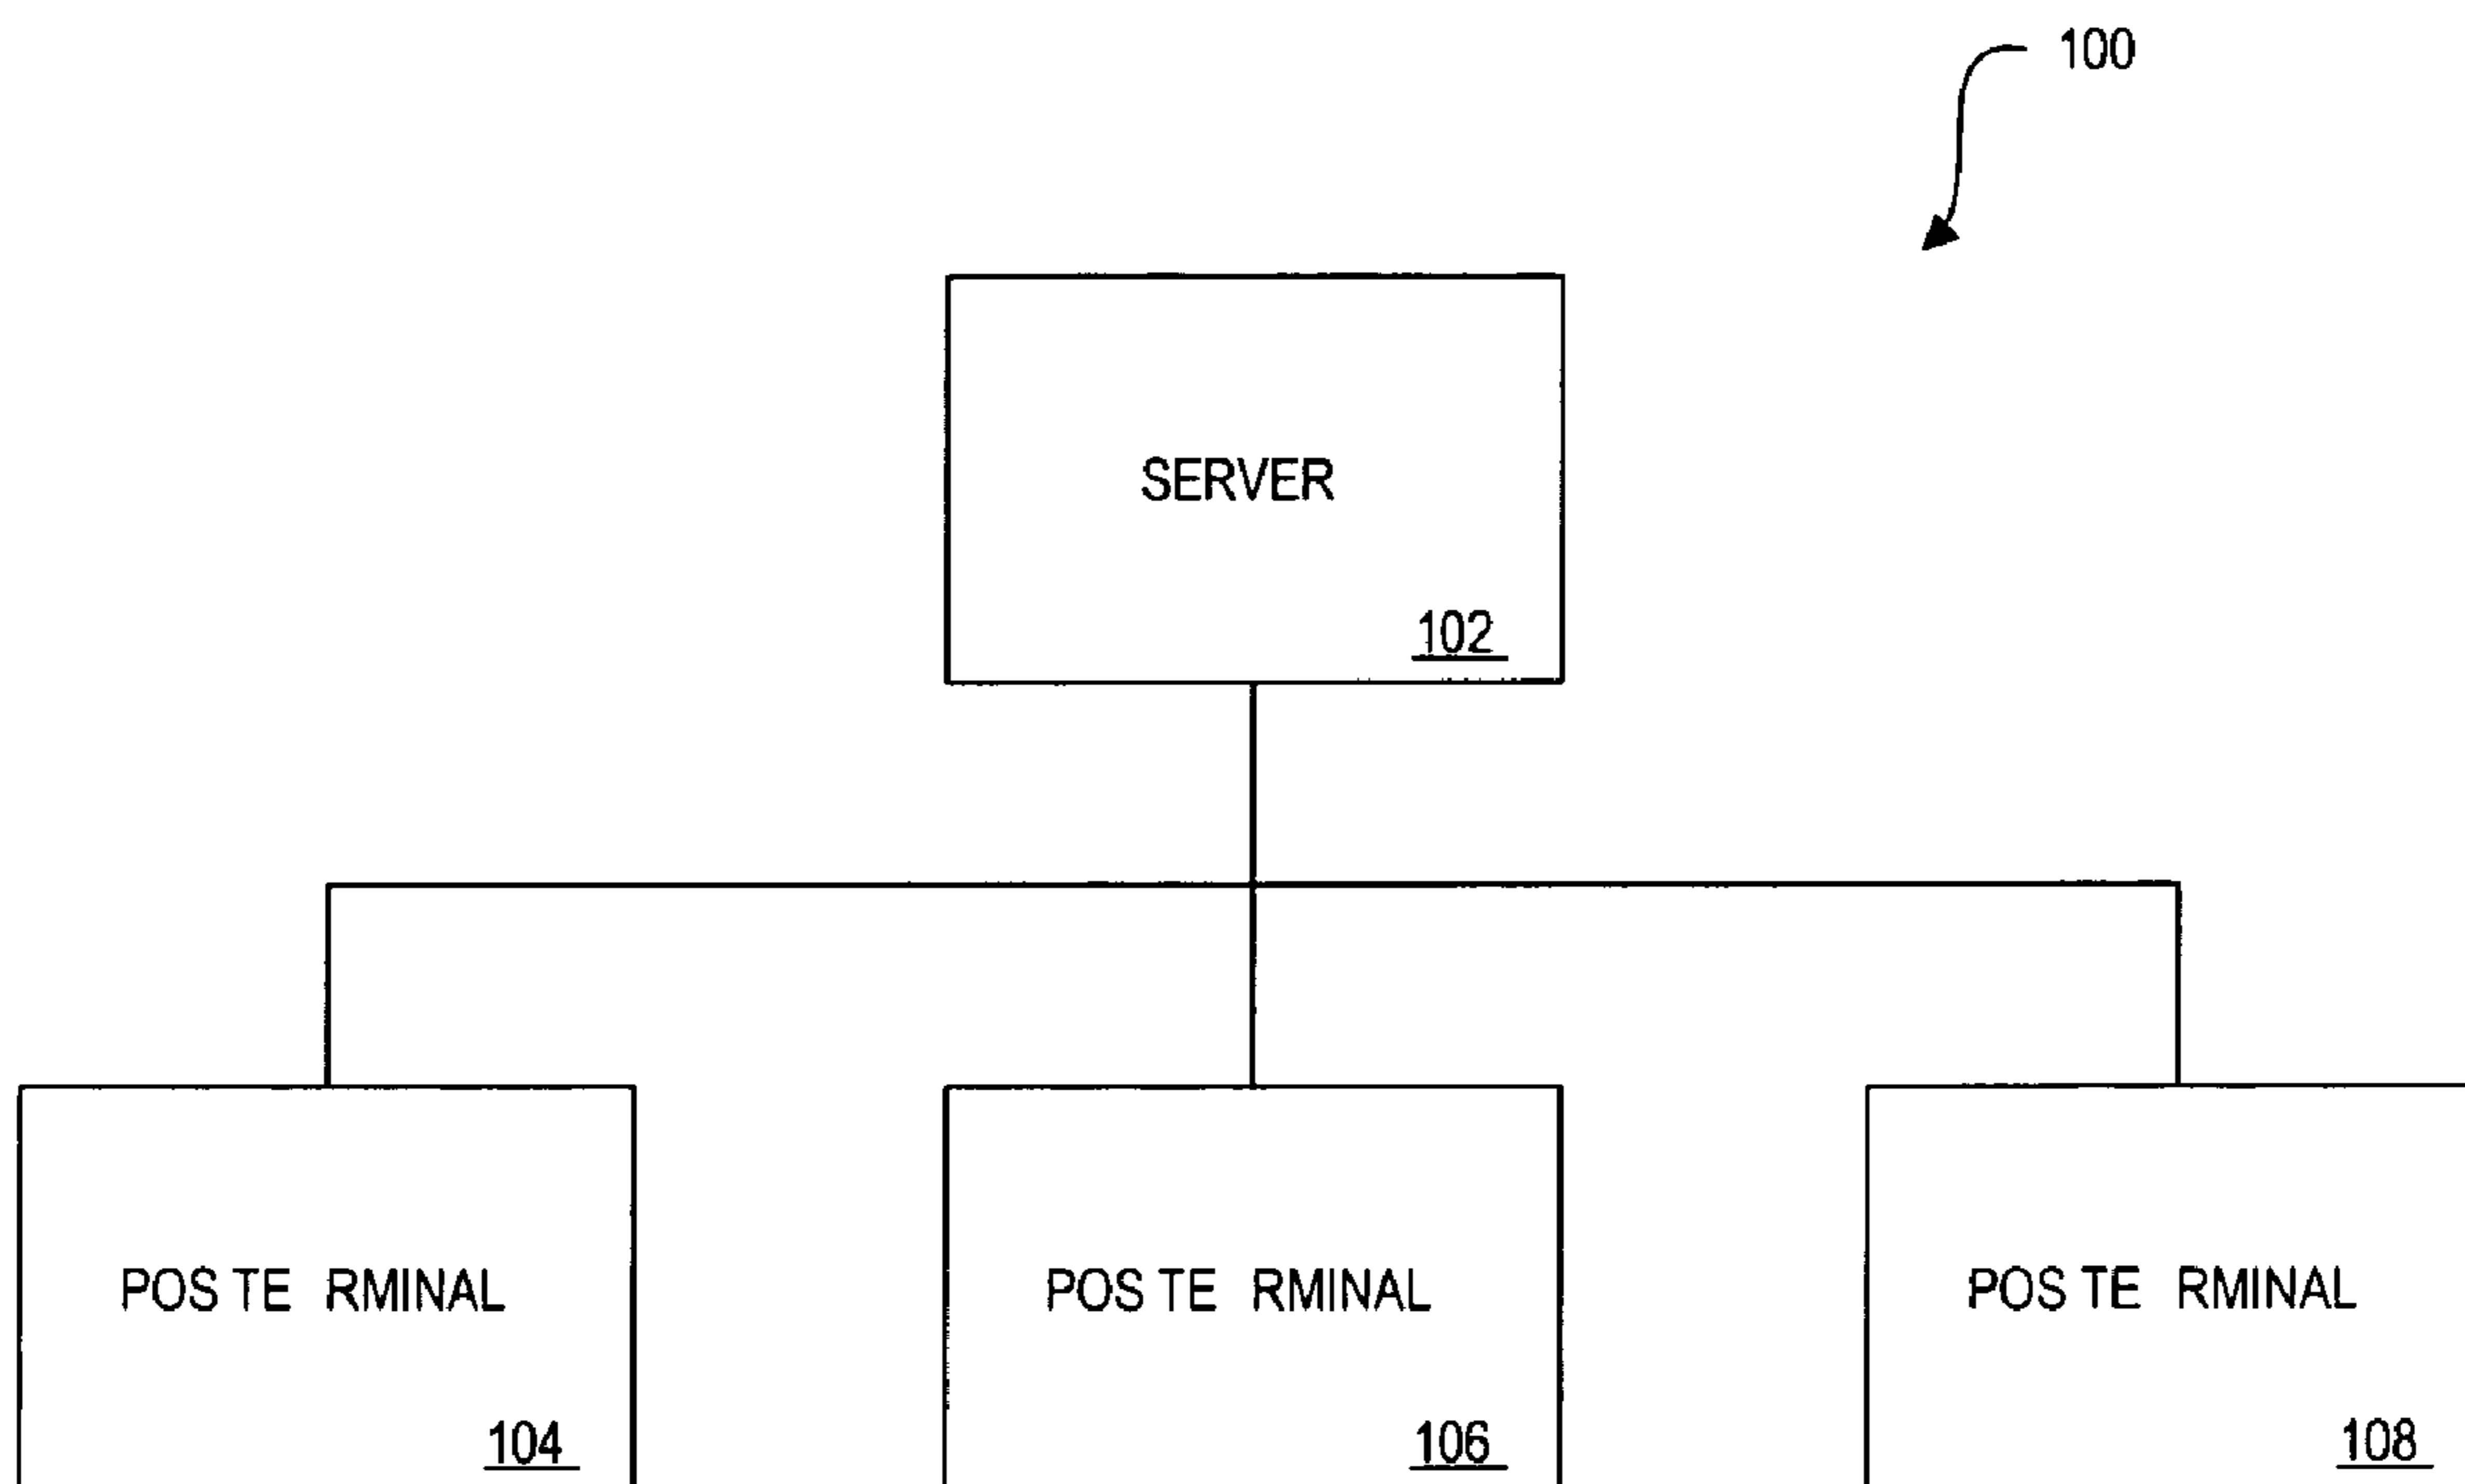 100
SERVER
102
POS TE RMINAL
POS TE RMINAL
POS TE RMINAL
104
106
108